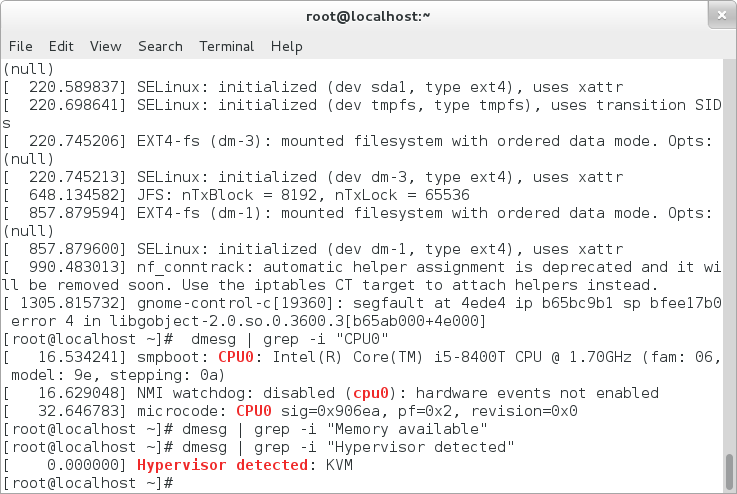 root@localhost:~
File Edit View Search Terminal Help
(null)
[  220.589837] SELinux: initialized (dev sda1, type ext4), uses xattr
[  220.698641] SELinux: initialized (dev tmpfs, type tmpfs), uses transition SID
s
[  220.745206] EXT4-fs (dm-3): mounted filesystem with ordered data mode. Opts:
(null)
[  220.745213] SELinux: initialized (dev dm-3, type ext4), uses xattr
[  648.134582] JFS: nTxBlock = 8192, nTxLock = 65536
[  857.879594] EXT4-fs (dm-1): mounted filesystem with ordered data mode. Opts:
(null)
[  857.879600] SELinux: initialized (dev dm-1, type ext4), uses xattr
[  990.483013] nf_conntrack: automatic helper assignment is deprecated and it wi
ll be removed soon. Use the iptables CT target to attach helpers instead.
[ 1305.815732] gnome-control-c[19360]: segfault at 4ede4 ip b65bc9b1 sp bfee17b0
 error 4 in libgobject-2.0.so.0.3600.3[b65ab000+4e000]
[root@localhost ~]#  dmesg | grep -i "CPU0"
[   16.534241] smpboot: CPU0: Intel(R) Core(TM) i5-8400T CPU @ 1.70GHz (fam: 06,
 model: 9e, stepping: 0a)
[   16.629048] NMI watchdog: disabled (cpu0): hardware events not enabled
[   32.646783] microcode: CPU0 sig=0x906ea, pf=0x2, revision=0x0
[root@localhost ~]# dmesg | grep -i "Memory available"
[root@localhost ~]# dmesg | grep -i "Hypervisor detected"
[    0.000000] Hypervisor detected: KVM
[root@localhost ~]#